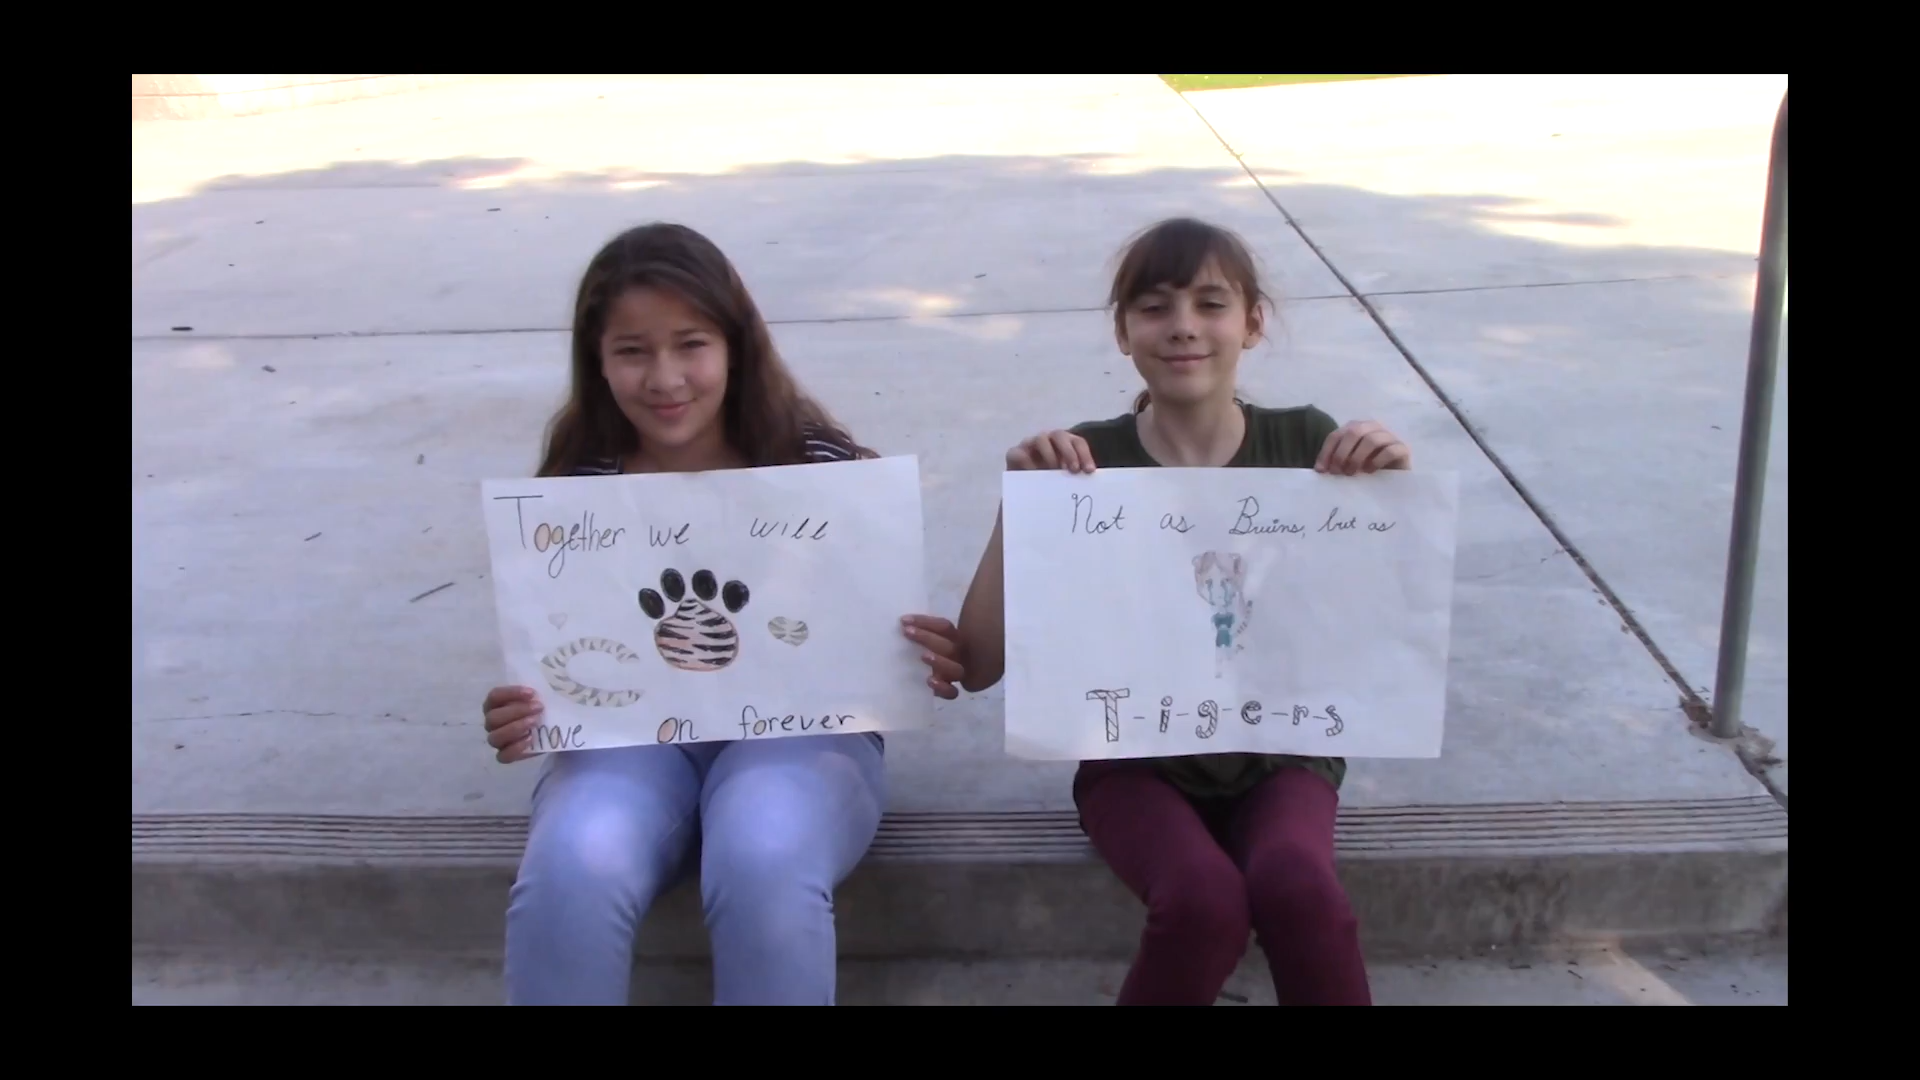 Together we will
move on forever
Not as Bruins, but as
T-i-g-e-r-s